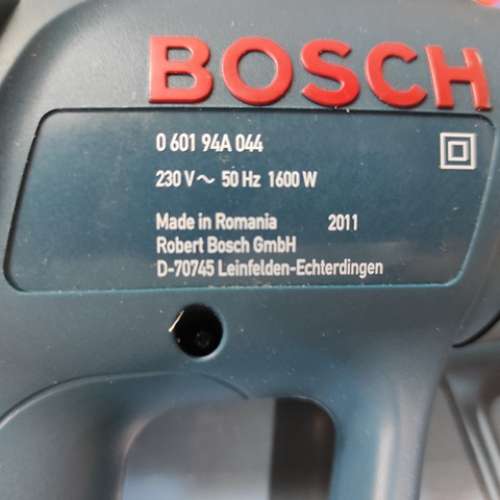 BOSCH
0 601 94A 044
230 V~ 50 Hz 1600 W
Made in Romania 2011
Robert Bosch GmbH
D-70745 Leinfelden-Echterdingen